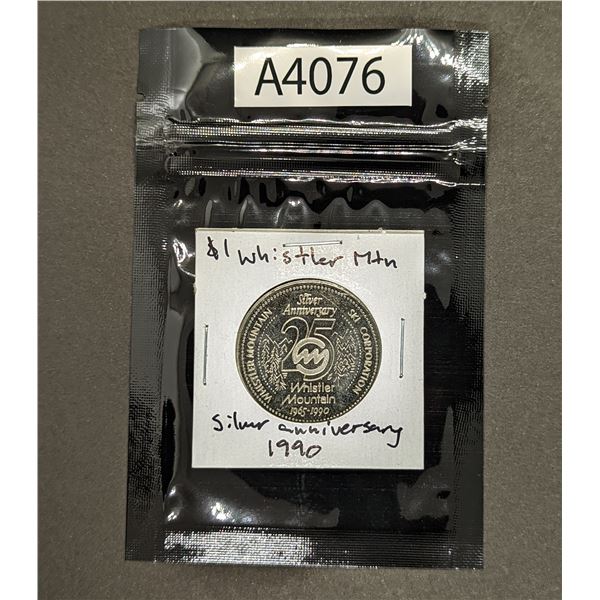 A4076
$1 Whistler Mtn
WHISTLER MOUNTAIN SKI CORPORATION
Silver
Anniversary
25
Whistler
Mountain
1965-1990
Silver anniversary
1990